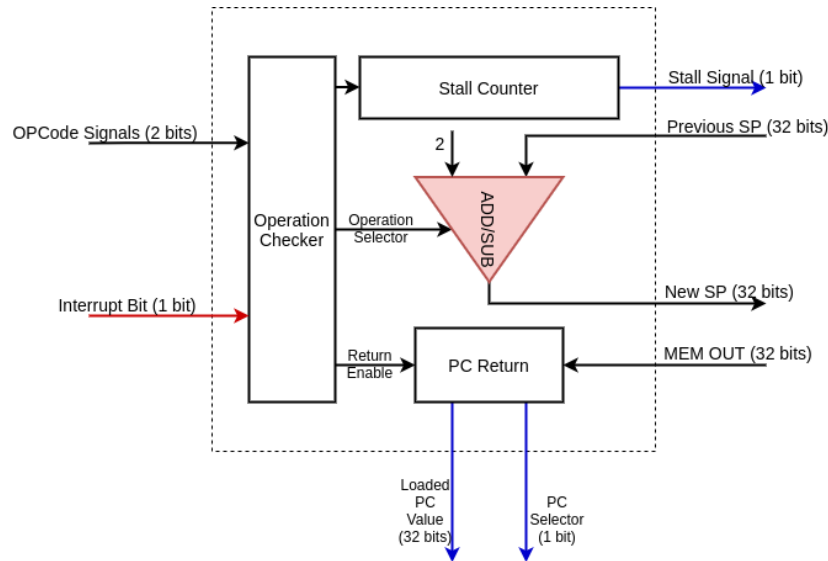 Stall Counter
Stall Signal (1 bit)
OPCode Signals (2 bits)
Previous SP (32 bits)
2
Operation
Checker
Operation
Selector
ADD/SUB
Interrupt Bit (1 bit)
New SP (32 bits)
Return
Enable
PC Return
MEM OUT (32 bits)
Loaded
PC
Value
(32 bits)
PC
Selector
(1 bit)